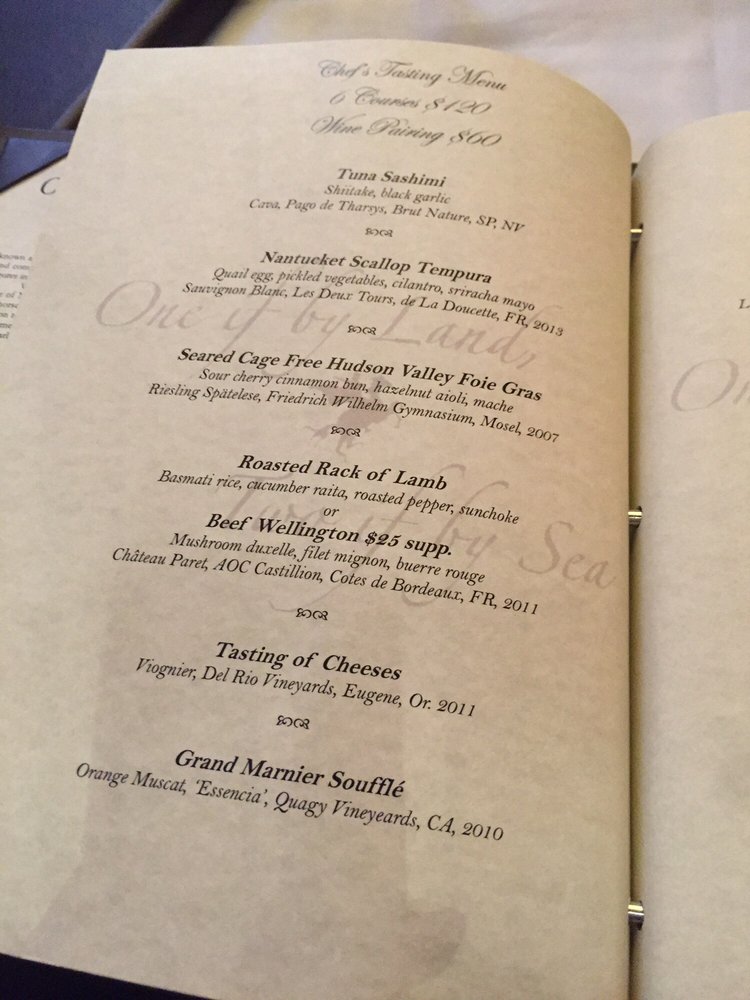 Chef's Tasting Menu
6 Courses $120
Wine Pairing $60
Tuna Sashimi
Shiitake, black garlic
Cava, Pago de Tharsys, Brut Nature, SP, NV
Nantucket Scallop Tempura
Quail egg, pickled vegetables, cilantro, sriracha mayo
Sauvignon Blanc, Les Deux Tours, de La Doucette, FR, 2013
One if by Land,
Seared Cage Free Hudson Valley Foie Gras
Sour cherry cinnamon bun, hazelnut aioli, mache
Riesling Spätelese, Friedrich Wilhelm Gymnasium, Mosel, 2007
Roasted Rack of Lamb
Basmati rice, cucumber raita, roasted pepper, sunchoke
or
Two if by Sea
Beef Wellington $25 supp.
Mushroom duxelle, filet mignon, buerre rouge
Château Paret, AOC Castillion, Cotes de Bordeaux, FR, 2011
Tasting of Cheeses
Viognier, Del Rio Vineyards, Eugene, Or. 2011
Grand Marnier Soufflé
Orange Muscat, 'Essencia', Quagy Vineyeards, CA, 2010